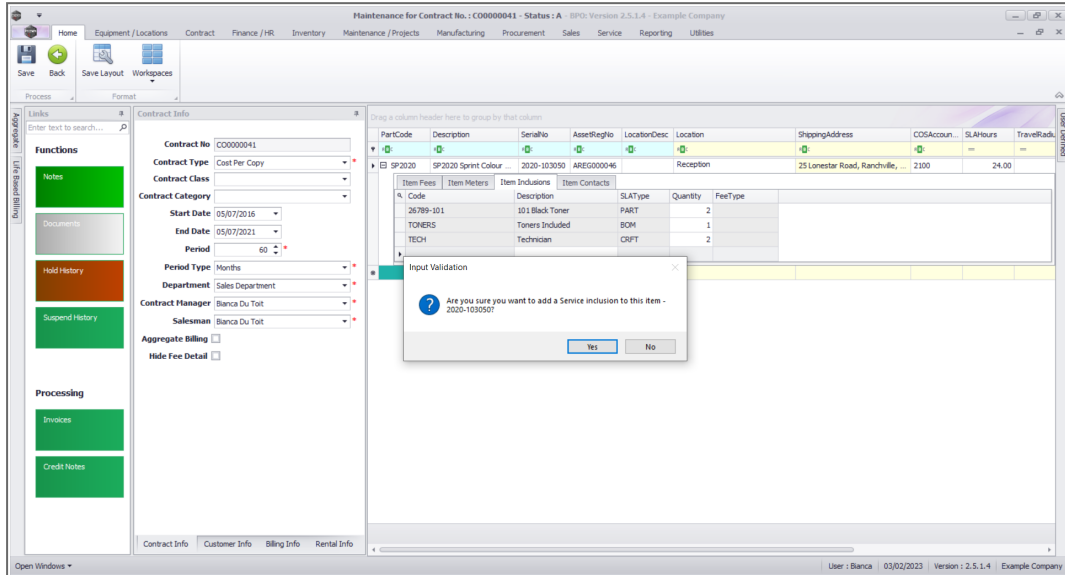 Maintenance for Contract No. : CO0000041 - Status : A - BPO: Version 2.5.1.4 - Example Company
Home Equipment / Locations Contract Finance / HR Inventory Maintenance / Projects Manufacturing Procurement Sales Service Reporting Utilities
Save Back Save Layout Workspaces
Process Format
Aggregate
Life Based Billing
Links
Enter text to search...
Functions
Notes
Documents
Hold History
Suspend History
Processing
Invoices
Credit Notes
Contract Info
Contract No CO0000041
Contract Type Cost Per Copy *
Contract Class
Contract Category
Start Date 05/07/2016
End Date 05/07/2021
Period 60 *
Period Type Months *
Department Sales Department *
Contract Manager Bianca Du Toit *
Salesman Bianca Du Toit *
Aggregate Billing
Hide Fee Detail
Contract Info Customer Info Billing Info Rental Info
Drag a column header here to group by that column
PartCode Description SerialNo AssetRegNo LocationDesc Location ShippingAddress COSAccoun... SLAHours TravelRadiu
SP2020 SP2020 Sprint Colour ... 2020-103050 AREG000046 Reception 25 Lonestar Road, Ranchville, ... 2100 24.00
Item Fees Item Meters Item Inclusions Item Contacts
Code Description SLAType Quantity FeeType
26789-101 101 Black Toner PART 2
TONERS Toners Included BOM 1
TECH Technician CRFT 2
Input Validation
Are you sure you want to add a Service inclusion to this item -
2020-103050?
Yes No
User Defined
Open Windows User : Bianca 03/02/2023 Version : 2.5.1.4 Example Company